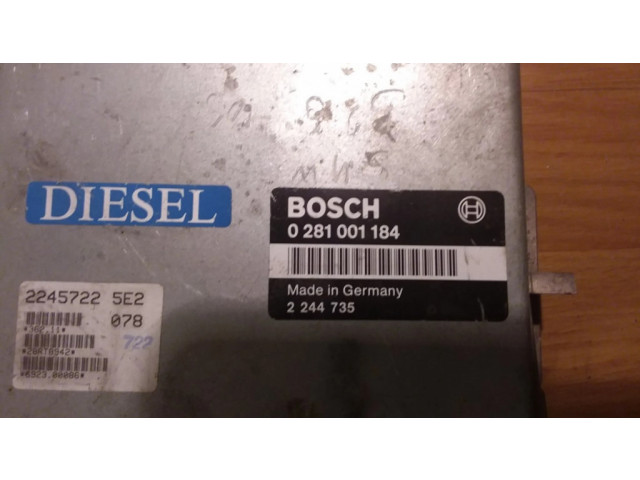 DIESEL
BOSCH
0 281 001 184
Made in Germany
2 244 735
2245722 5E2
078
722